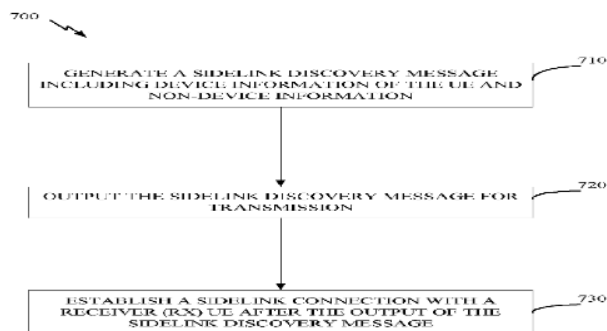 700
710
GENERATE A SIDELINK DISCOVERY MESSAGE
INCLUDING DEVICE INFORMATION OF THE UE AND
NON-DEVICE INFORMATION
720
OUTPUT THE SIDELINK DISCOVERY MESSAGE FOR
TRANSMISSION
730
ESTABLISH A SIDELINK CONNECTION WITH A
RECEIVER (RX) UE AFTER THE OUTPUT OF THE
SIDELINK DISCOVERY MESSAGE